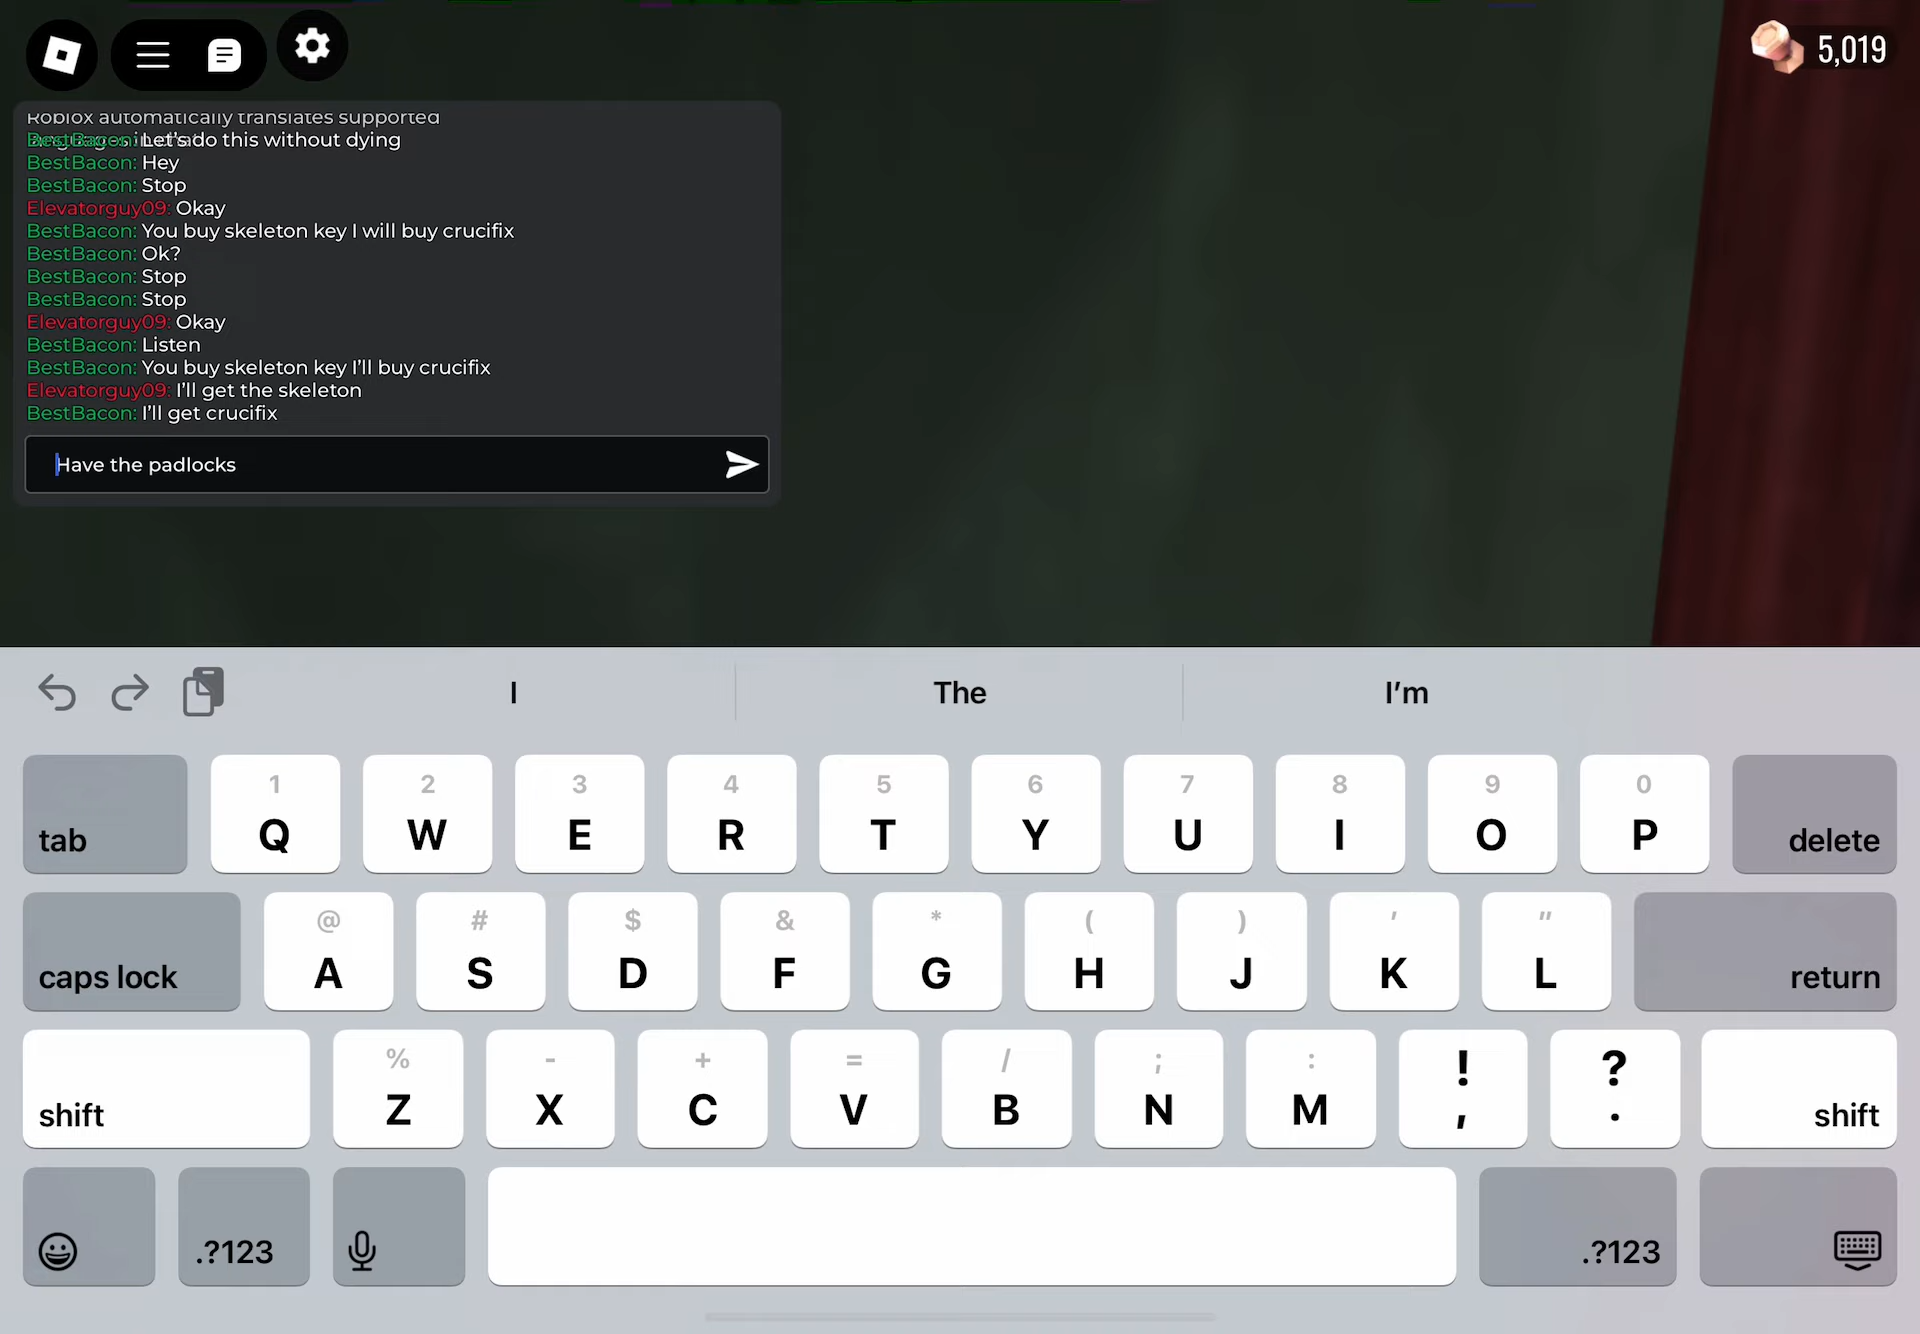 5,019
Roblox automatically translates supported
BestBacon: Let's do this without dying
BestBacon: Hey
BestBacon: Stop
Elevatorguy09: Okay
BestBacon: You buy skeleton key I will buy crucifix
BestBacon: Ok?
BestBacon: Stop
BestBacon: Stop
Elevatorguy09: Okay
BestBacon: Listen
BestBacon: You buy skeleton key I'll buy crucifix
Elevatorguy09: I'll get the skeleton
BestBacon: I'll get crucifix
Have the padlocks
I The I'm
1 2 3 4 5 6 7 8 9 0
tab Q W E R T Y U I O P delete
@ # $ & * ( ) ' "
caps lock A S D F G H J K L return
% - + = / ; : ! ?
shift Z X C V B N M , . shift
.?123 .?123